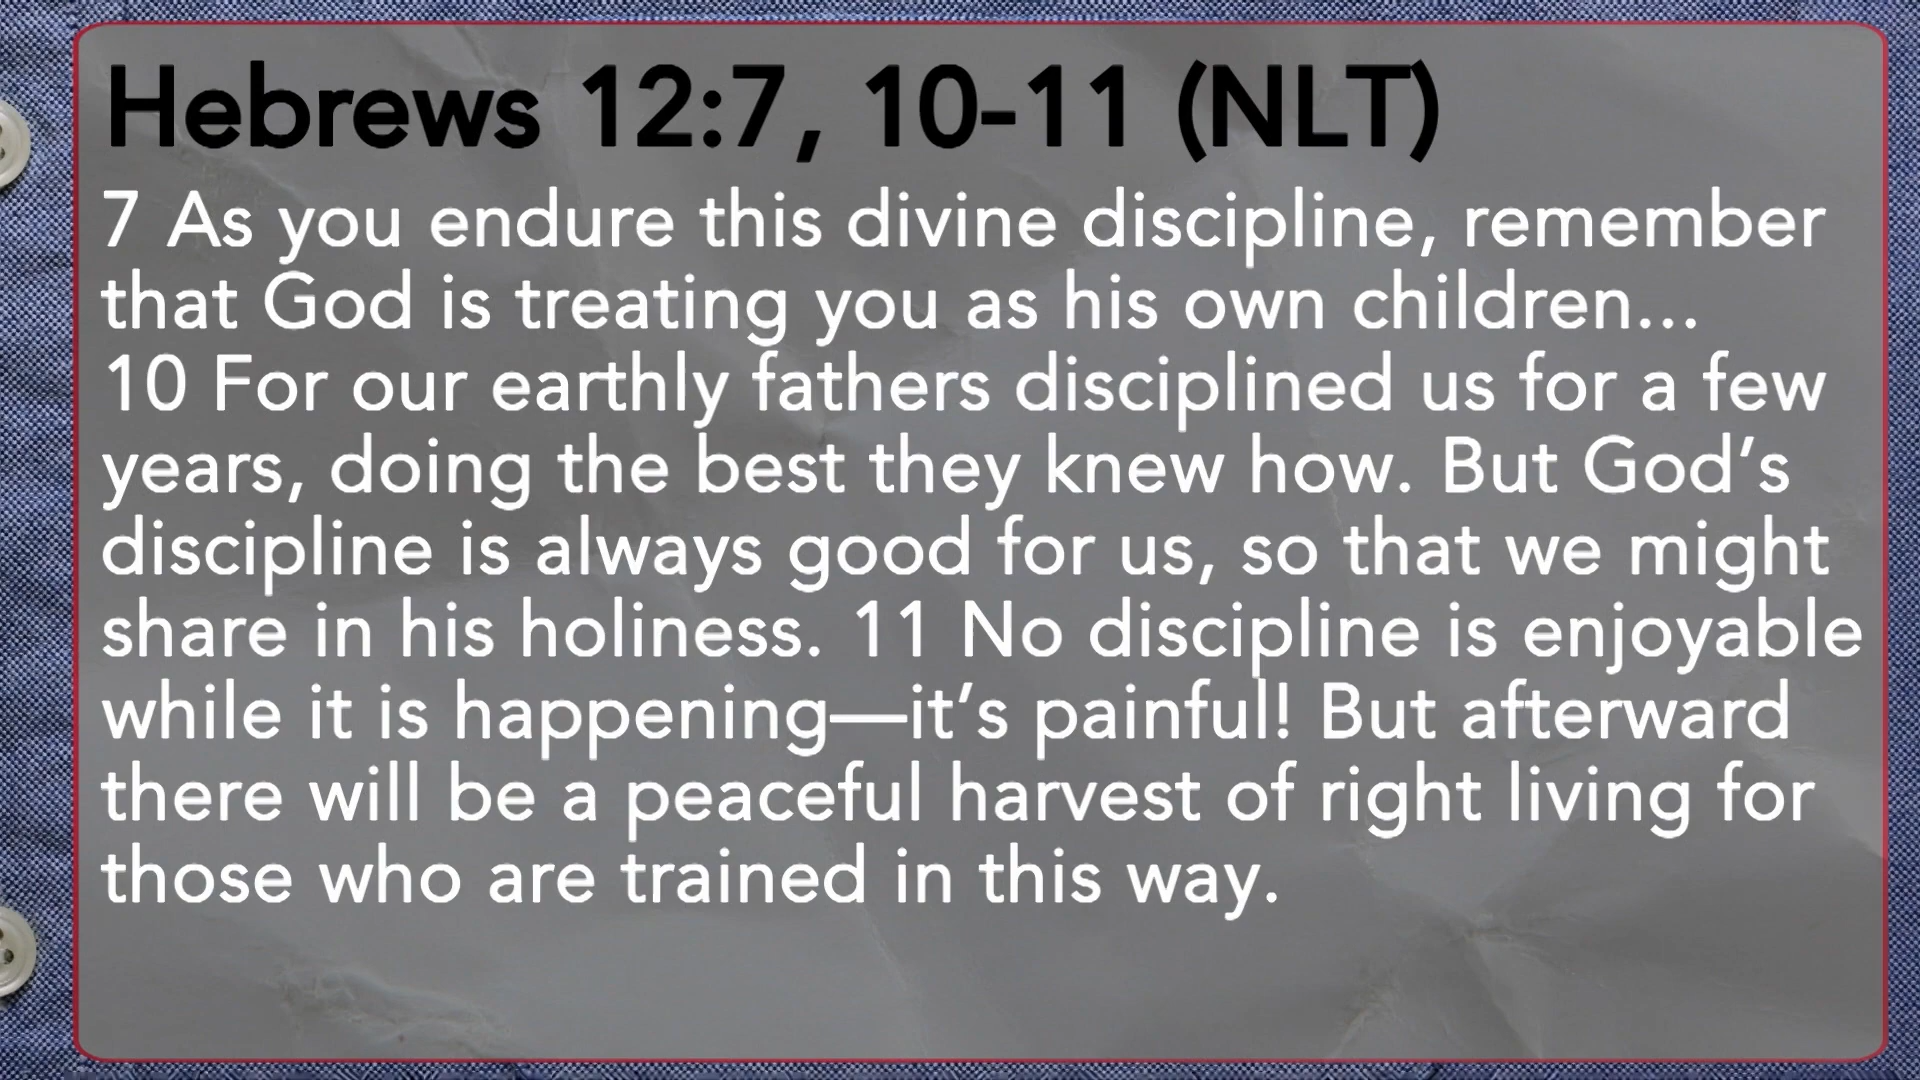 Hebrews 12:7, 10-11 (NLT)
7 As you endure this divine discipline, remember
that God is treating you as his own children...
10 For our earthly fathers disciplined us for a few
years, doing the best they knew how. But God’s
discipline is always good for us, so that we might
share in his holiness. 11 No discipline is enjoyable
while it is happening—it’s painful! But afterward
there will be a peaceful harvest of right living for
those who are trained in this way.